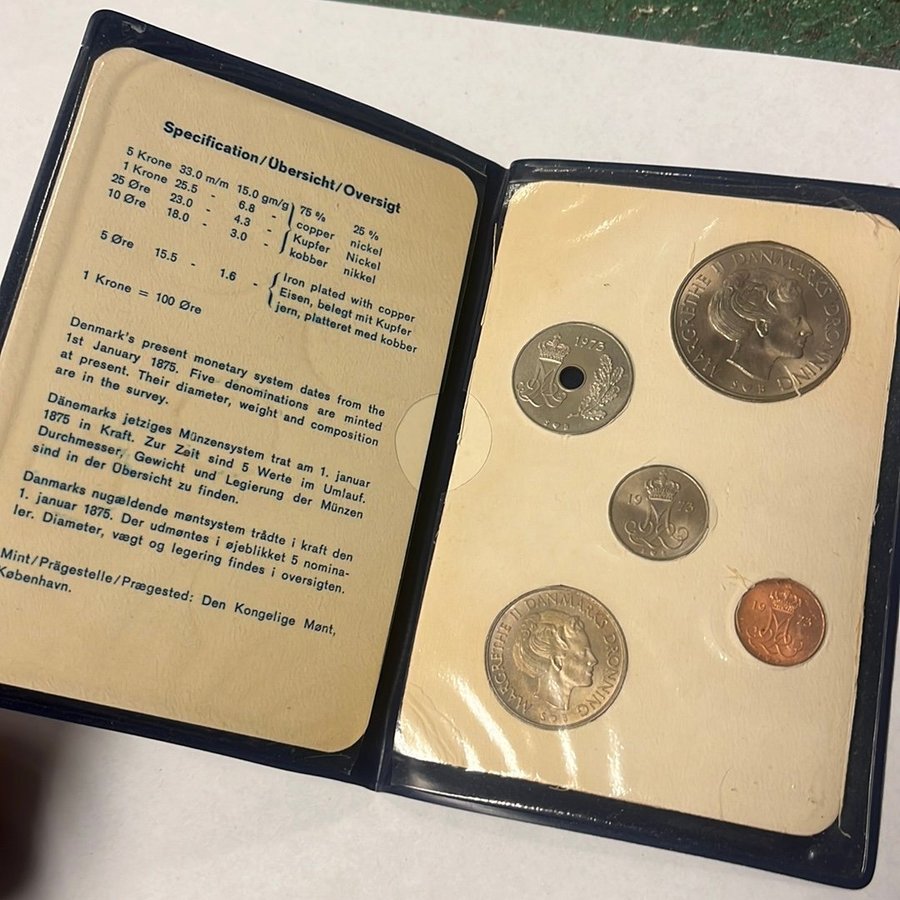 Specification/Übersicht/Oversigt
5 Krone 33.0 m/m 15.0 gm/g 75 % 25 %
1 Krone 25.5 - 6.8 - copper nickel
25 Øre 23.0 - 4.3 - Kupfer Nickel
10 Øre 18.0 - 3.0 - kobber nikkel
5 Øre 15.5 - 1.6 - Iron plated with copper
Eisen, belegt mit Kupfer
jern, platteret med kobber
1 Krone = 100 Øre
Denmark's present monetary system dates from the
1st January 1875. Five denominations are minted
at present. Their diameter, weight and composition
are in the survey.
Dänemarks jetziges Münzensystem trat am 1. januar
1875 in Kraft. Zur Zeit sind 5 Werte im Umlauf.
Durchmesser, Gewicht und Legierung der Münzen
sind in der Übersicht zu finden.
Danmarks nugældende møntsystem trådte i kraft den
1. januar 1875. Der udmøntes i øjeblikket 5 nomina-
ler. Diameter, vægt og legering findes i oversigten.
Mint/Prägestelle/Prægested: Den Kongelige Mønt,
København.
MARGRETHE II DANMARKS DRONNING
S♥B
1973
S♥B
1973
1973
MARGRETHE II DANMARKS DRONNING
S♥B